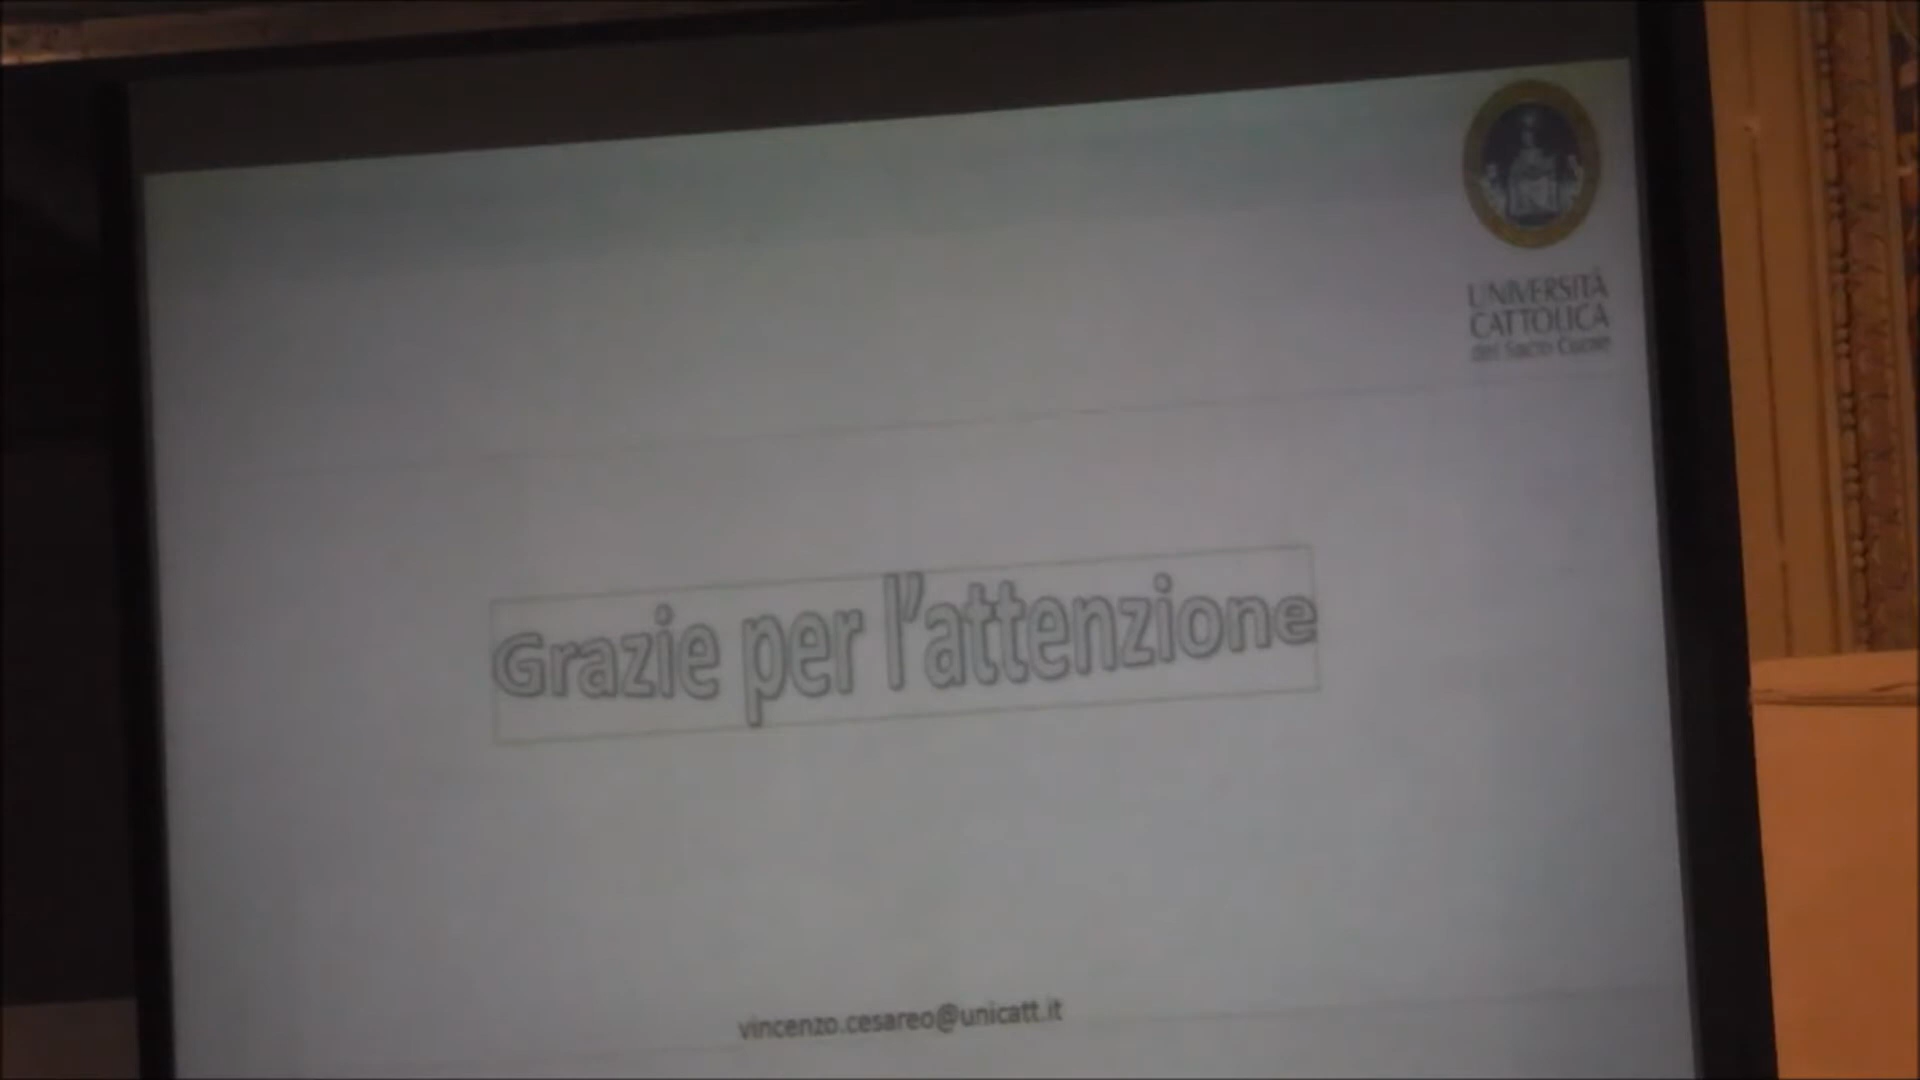 UNIVERSITÀ
CATTOLICA
del Sacro Cuore
Grazie per l'attenzione
vincenzo.cesareo@unicatt.it